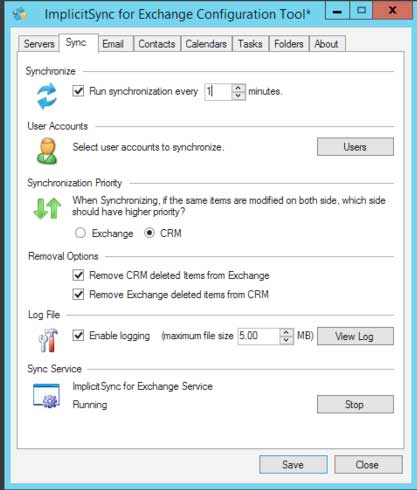 ImplicitSync for Exchange Configuration Tool*
Servers Sync Email Contacts Calendars Tasks Folders About
Synchronize
Run synchronization every 1 minutes.
User Accounts
Select user accounts to synchronize. Users
Synchronization Priority
When Synchronizing, if the same items are modified on both side, which side
should have higher priority?
Exchange CRM
Removal Options
Remove CRM deleted Items from Exchange
Remove Exchange deleted items from CRM
Log File
Enable logging (maximum file size 5.00 MB) View Log
Sync Service
ImplicitSync for Exchange Service
Running Stop
Save Close